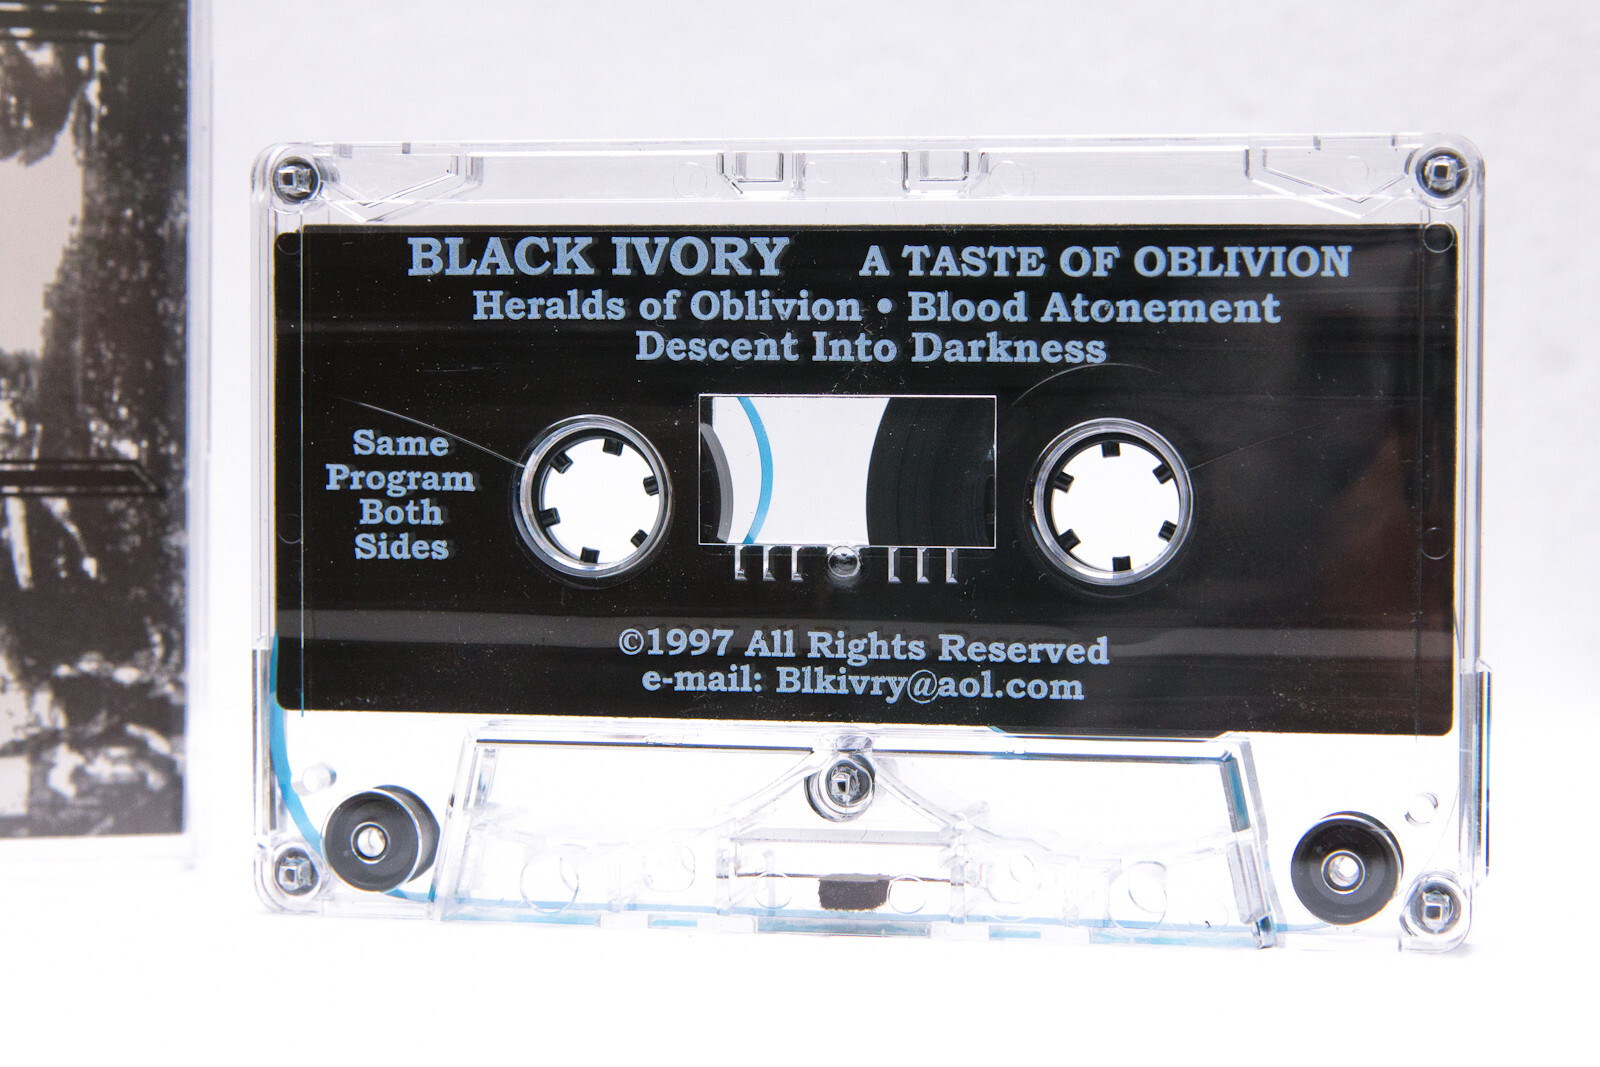 BLACK IVORY A TASTE OF OBLIVION
Heralds of Oblivion • Blood Atonement
Descent Into Darkness
Same
Program
Both
Sides
©1997 All Rights Reserved
e-mail: Blkivry@aol.com